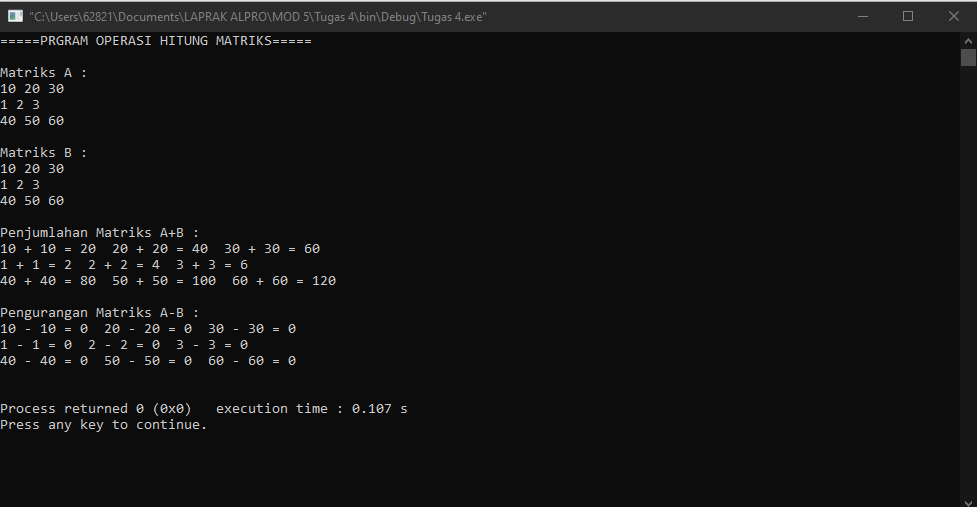 "C:\Users\62821\Documents\LAPRAK ALPRO\MOD 5\Tugas 4\bin\Debug\Tugas 4.exe"
=====PRGRAM OPERASI HITUNG MATRIKS=====
Matriks A :
10 20 30
1 2 3
40 50 60
Matriks B :
10 20 30
1 2 3
40 50 60
Penjumlahan Matriks A+B :
10 + 10 = 20  20 + 20 = 40  30 + 30 = 60
1 + 1 = 2  2 + 2 = 4  3 + 3 = 6
40 + 40 = 80  50 + 50 = 100  60 + 60 = 120
Pengurangan Matriks A-B :
10 - 10 = 0  20 - 20 = 0  30 - 30 = 0
1 - 1 = 0  2 - 2 = 0  3 - 3 = 0
40 - 40 = 0  50 - 50 = 0  60 - 60 = 0
Process returned 0 (0x0)   execution time : 0.107 s
Press any key to continue.